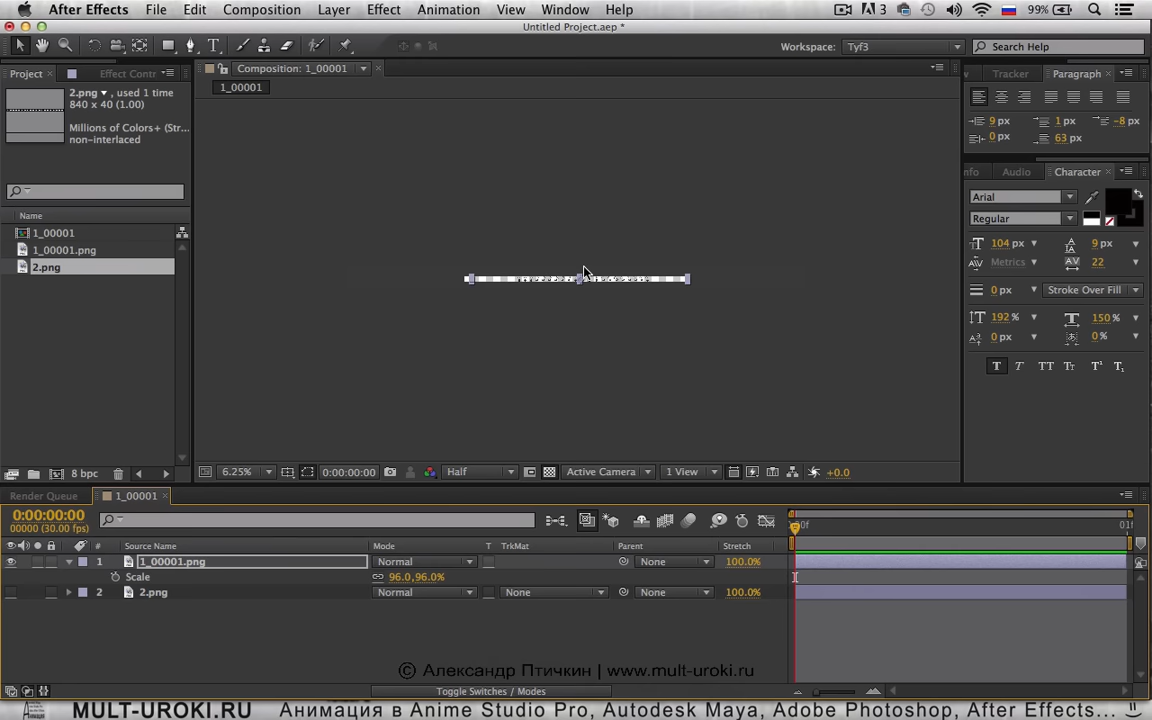 After Effects File Edit Composition Layer Effect Animation View Window Help 3 99%
Untitled Project.aep *
Workspace: Tyf3 Search Help
Project Effect Contr Composition: 1_00001 Tracker Paragraph
1_00001
2.png , used 1 time
840 x 40 (1.00)
Millions of Colors+ (Str...
non-interlaced
9 px 1 px -8 px
0 px 63 px
nfo Audio Character
Arial
Regular
Name
1_00001
1_00001.png
2.png
104 px 9 px
Metrics 22
0 px Stroke Over Fill
192 % 150 %
0 px 0 %
T T TT Tт T¹ T₁
8 bpc 6.25% 0:00:00:00 Half Active Camera 1 View +0.0
Render Queue 1_00001
0:00:00:00
00000 (30.00 fps)
01f
# Source Name Mode T TrkMat Parent Stretch
1 1_00001.png Normal None 100.0%
Scale 96.0,96.0%
2 2.png Normal None None 100.0%
© Александр Птичкин | www.mult-uroki.ru
Toggle Switches / Modes
MULT-UROKI.RU Анимация в Anime Studio Pro, Autodesk Maya, Adobe Photoshop, After Effects...